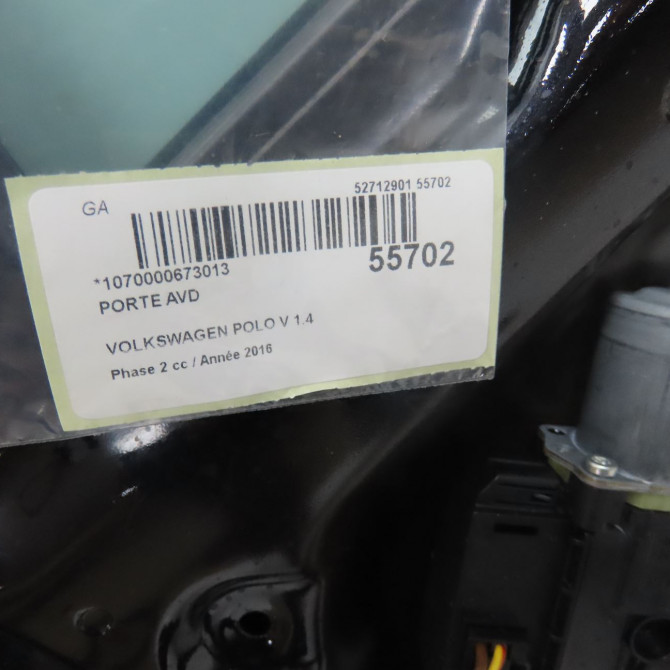 GA
52712901 55702
55702
*1070000673013
PORTE AVD
VOLKSWAGEN POLO V 1.4
Phase 2 cc / Année 2016